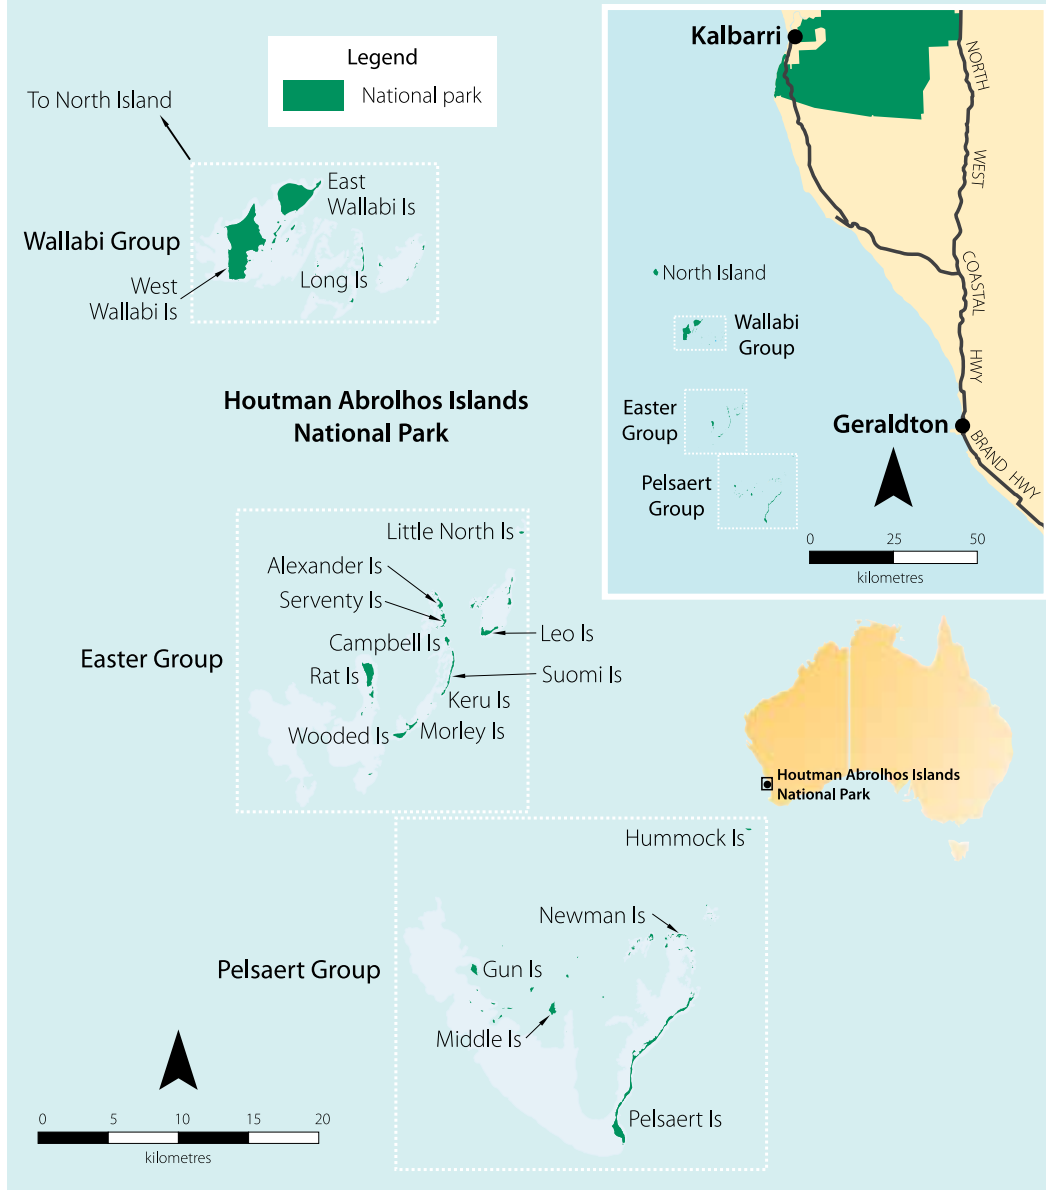 Legend
National park
To North Island
East
Wallabi Is
Wallabi Group
West
Wallabi Is
Long Is
Houtman Abrolhos Islands
National Park
Little North Is
Alexander Is
Serventy Is
Campbell Is
Leo Is
Easter Group
Rat Is
Suomi Is
Keru Is
Wooded Is
Morley Is
Hummock Is
Newman Is
Pelsaert Group
Gun Is
Middle Is
Pelsaert Is
0 5 10 15 20
kilometres
Kalbarri
NORTH
WEST
COASTAL
HWY
North Island
Wallabi
Group
Easter
Group
Geraldton
BRAND HWY
Pelsaert
Group
0 25 50
kilometres
Houtman Abrolhos Islands
National Park